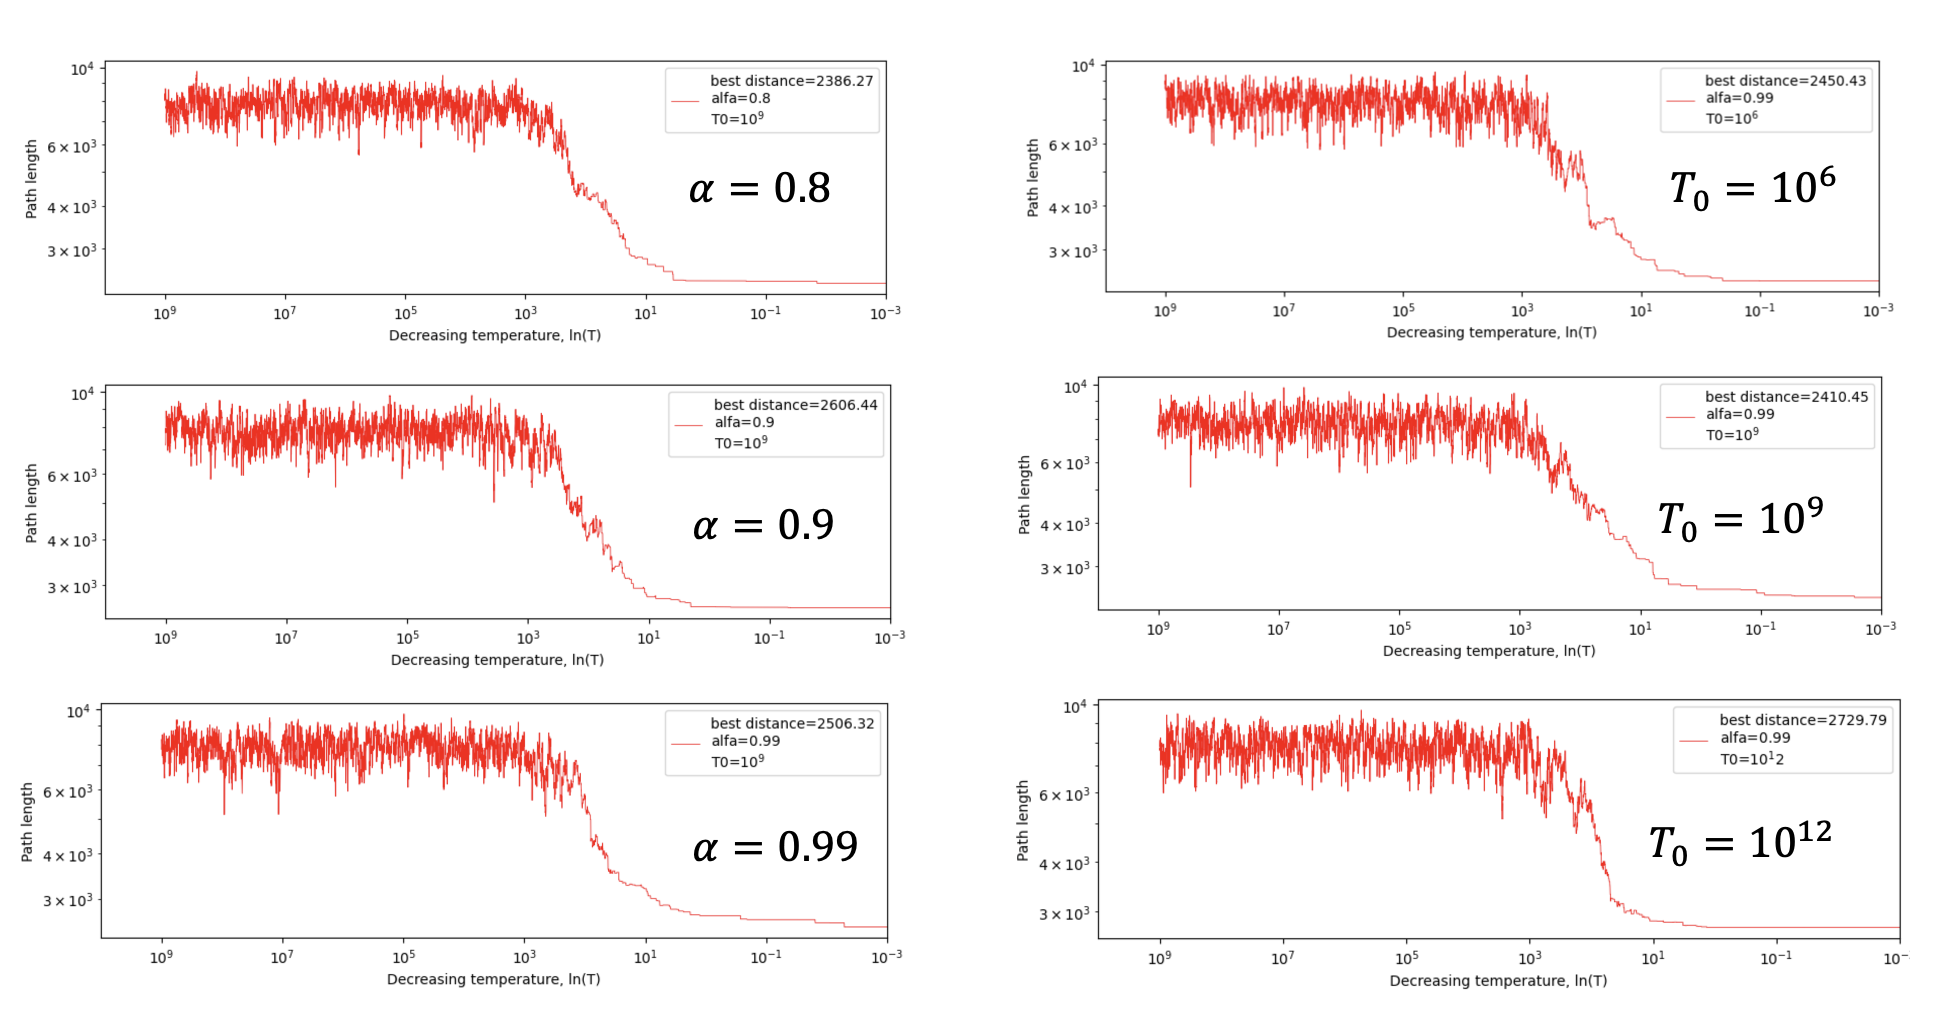 10⁴
6 × 10³
4 × 10³
3 × 10³
Path length
best distance=2386.27
alfa=0.8
T0=10⁹
α = 0.8
10⁹ 10⁷ 10⁵ 10³ 10¹ 10⁻¹ 10⁻³
Decreasing temperature, ln(T)
10⁴
6 × 10³
4 × 10³
3 × 10³
Path length
best distance=2606.44
alfa=0.9
T0=10⁹
α = 0.9
10⁹ 10⁷ 10⁵ 10³ 10¹ 10⁻¹ 10⁻³
Decreasing temperature, ln(T)
10⁴
6 × 10³
4 × 10³
3 × 10³
Path length
best distance=2506.32
alfa=0.99
T0=10⁹
α = 0.99
10⁹ 10⁷ 10⁵ 10³ 10¹ 10⁻¹ 10⁻³
Decreasing temperature, ln(T)
10⁴
6 × 10³
4 × 10³
3 × 10³
Path length
best distance=2450.43
alfa=0.99
T0=10⁶
T₀ = 10⁶
10⁹ 10⁷ 10⁵ 10³ 10¹ 10⁻¹ 10⁻³
Decreasing temperature, ln(T)
10⁴
6 × 10³
4 × 10³
3 × 10³
Path length
best distance=2410.45
alfa=0.99
T0=10⁹
T₀ = 10⁹
10⁹ 10⁷ 10⁵ 10³ 10¹ 10⁻¹ 10⁻³
Decreasing temperature, ln(T)
10⁴
6 × 10³
4 × 10³
3 × 10³
Path length
best distance=2729.79
alfa=0.99
T0=10¹2
T₀ = 10¹²
10⁹ 10⁷ 10⁵ 10³ 10¹ 10⁻¹ 10⁻
Decreasing temperature, ln(T)